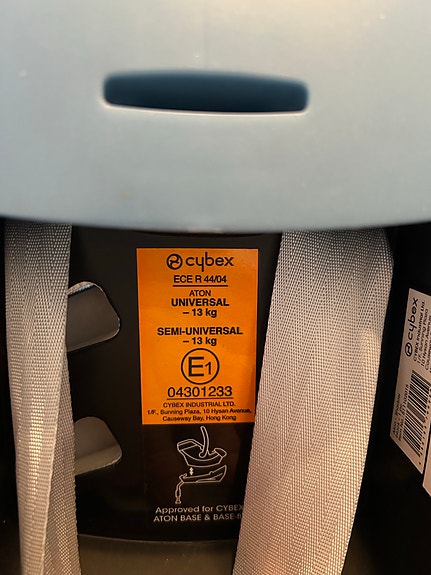 cybex
ECE R 44/04
ATON
UNIVERSAL
– 13 kg
SEMI-UNIVERSAL
– 13 kg
E1
04301233
CYBEX INDUSTRIAL LTD.
1/F., Sunning Plaza, 10 Hysan Avenue,
Causeway Bay, Hong Kong
Approved for CYBEX
ATON BASE & BASE-
cybex